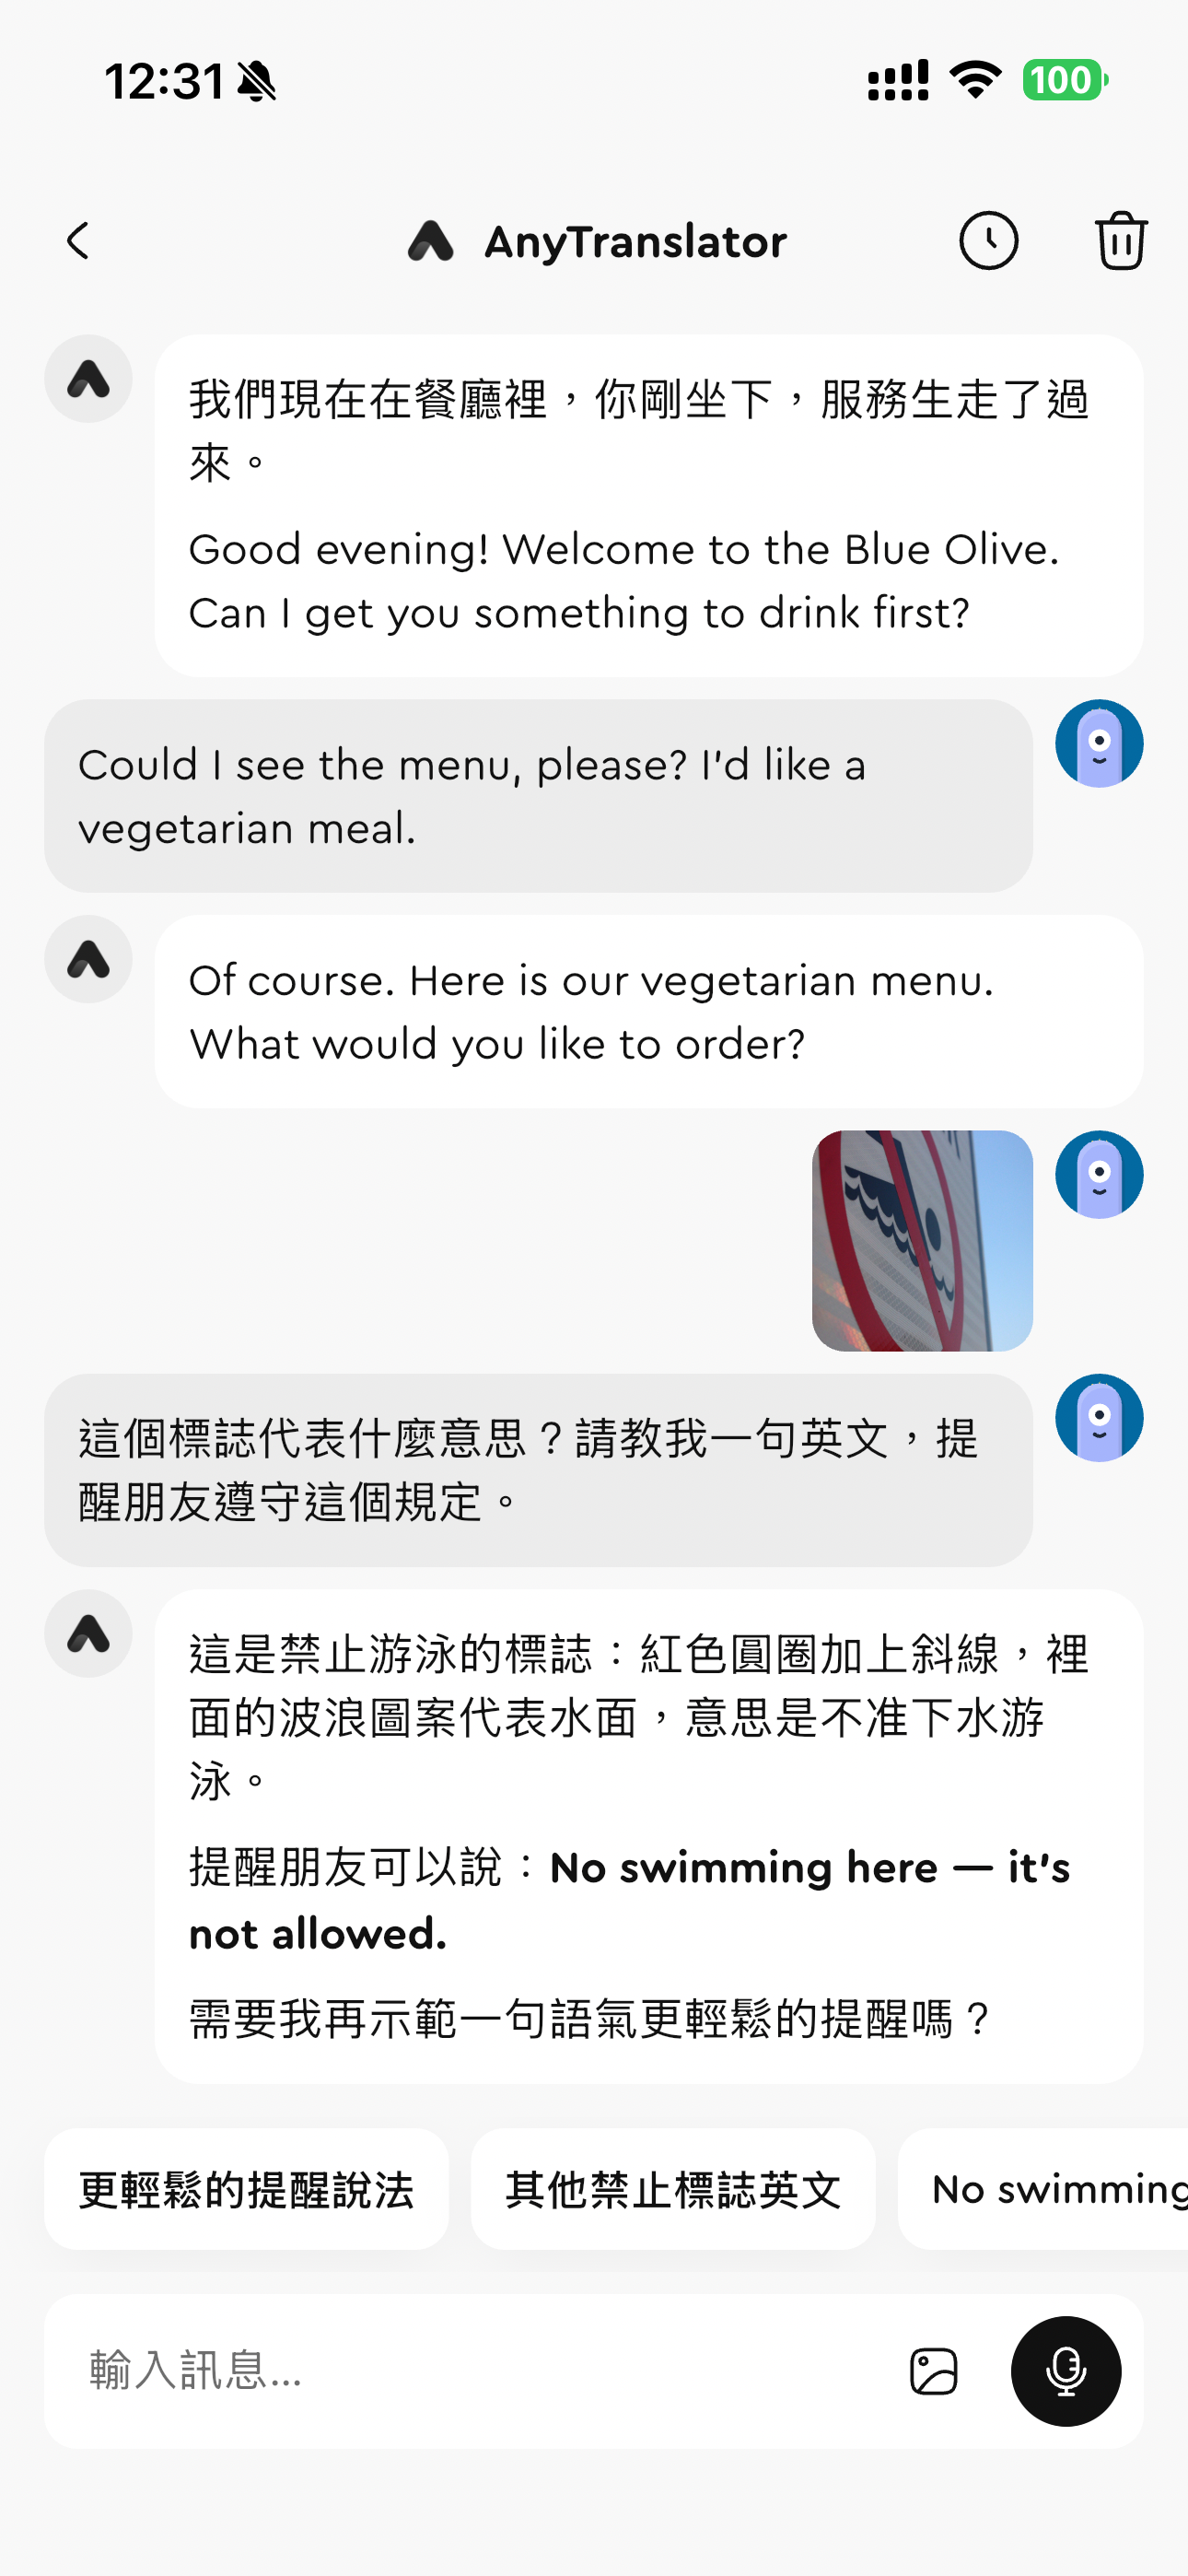 12:31
100
AnyTranslator
我們現在在餐廳裡，你剛坐下，服務生走了過
來。
Good evening! Welcome to the Blue Olive.
Can I get you something to drink first?
Could I see the menu, please? I'd like a
vegetarian meal.
Of course. Here is our vegetarian menu.
What would you like to order?
這個標誌代表什麼意思？請教我一句英文，提
醒朋友遵守這個規定。
這是禁止游泳的標誌：紅色圓圈加上斜線，裡
面的波浪圖案代表水面，意思是不准下水游
泳。
提醒朋友可以說：No swimming here — it's
not allowed.
需要我再示範一句語氣更輕鬆的提醒嗎？
更輕鬆的提醒說法
其他禁止標誌英文
No swimming
輸入訊息...